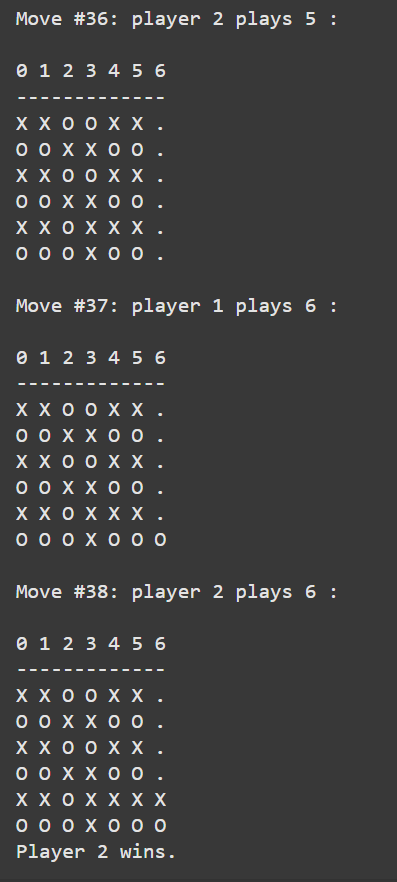 Move #36: player 2 plays 5 :
0 1 2 3 4 5 6
-------------
X X O O X X .
O O X X O O .
X X O O X X .
O O X X O O .
X X O X X X .
O O O X O O .
Move #37: player 1 plays 6 :
0 1 2 3 4 5 6
-------------
X X O O X X .
O O X X O O .
X X O O X X .
O O X X O O .
X X O X X X .
O O O X O O O
Move #38: player 2 plays 6 :
0 1 2 3 4 5 6
-------------
X X O O X X .
O O X X O O .
X X O O X X .
O O X X O O .
X X O X X X X
O O O X O O O
Player 2 wins.